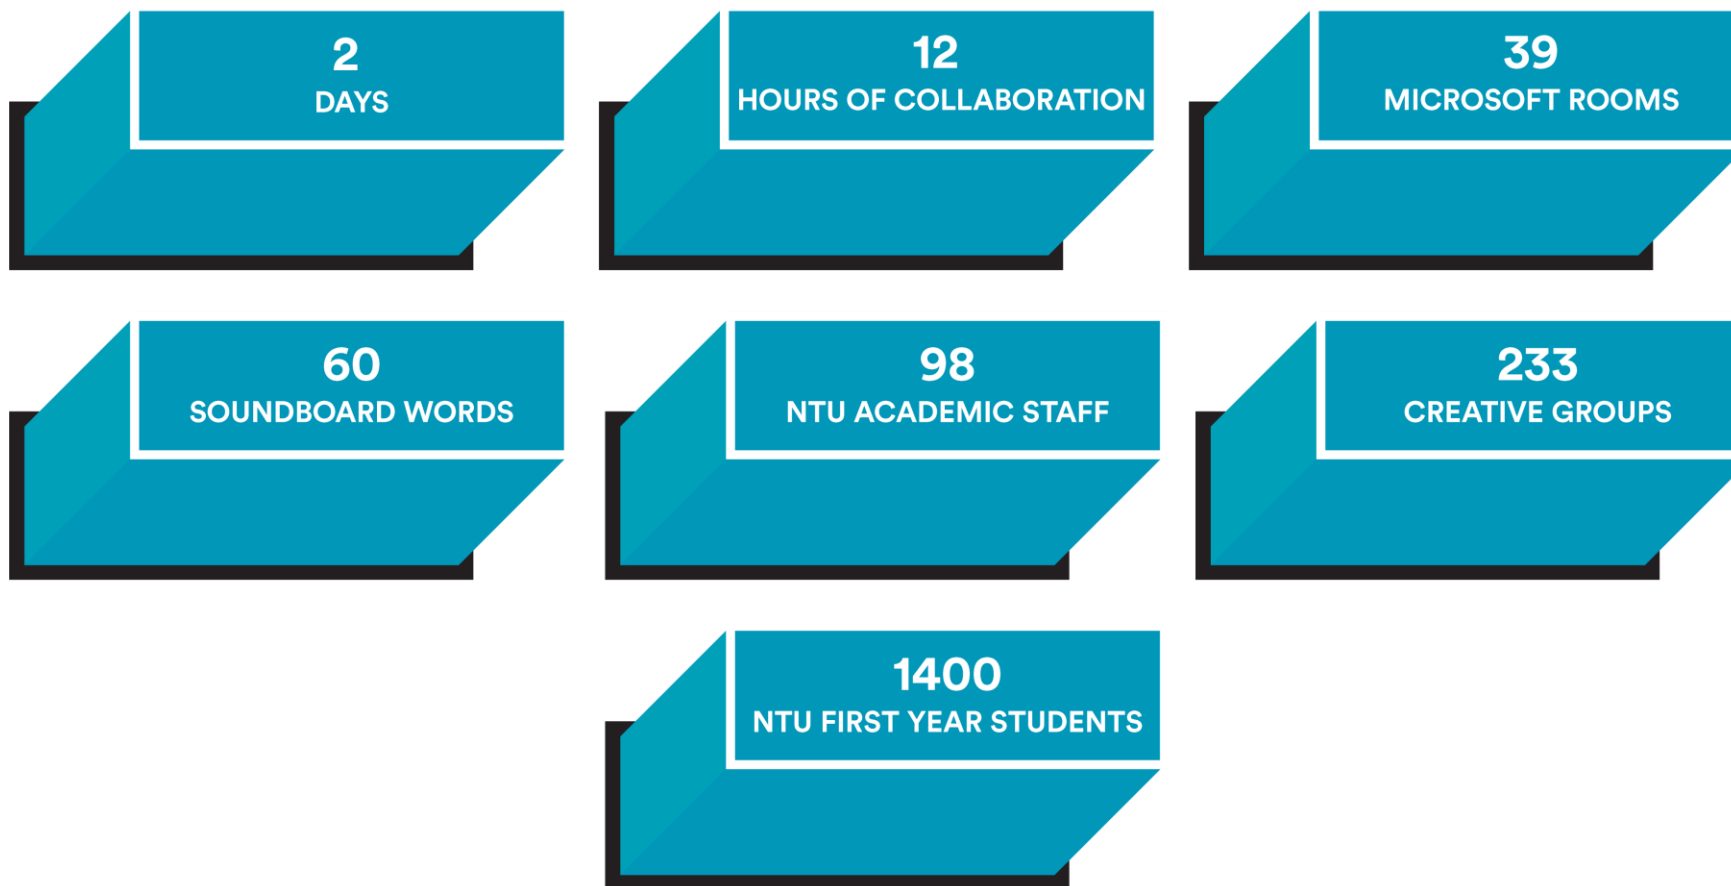 2
DAYS
12
HOURS OF COLLABORATION
39
MICROSOFT ROOMS
60
SOUNDBOARD WORDS
98
NTU ACADEMIC STAFF
233
CREATIVE GROUPS
1400
NTU FIRST YEAR STUDENTS